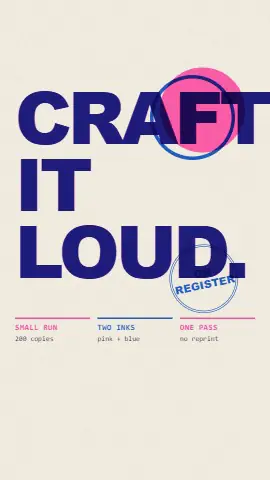 CRAFT
IT
LOUD.
REGISTER
SMALL RUN
200 copies
TWO INKS
pink + blue
ONE PASS
no reprint